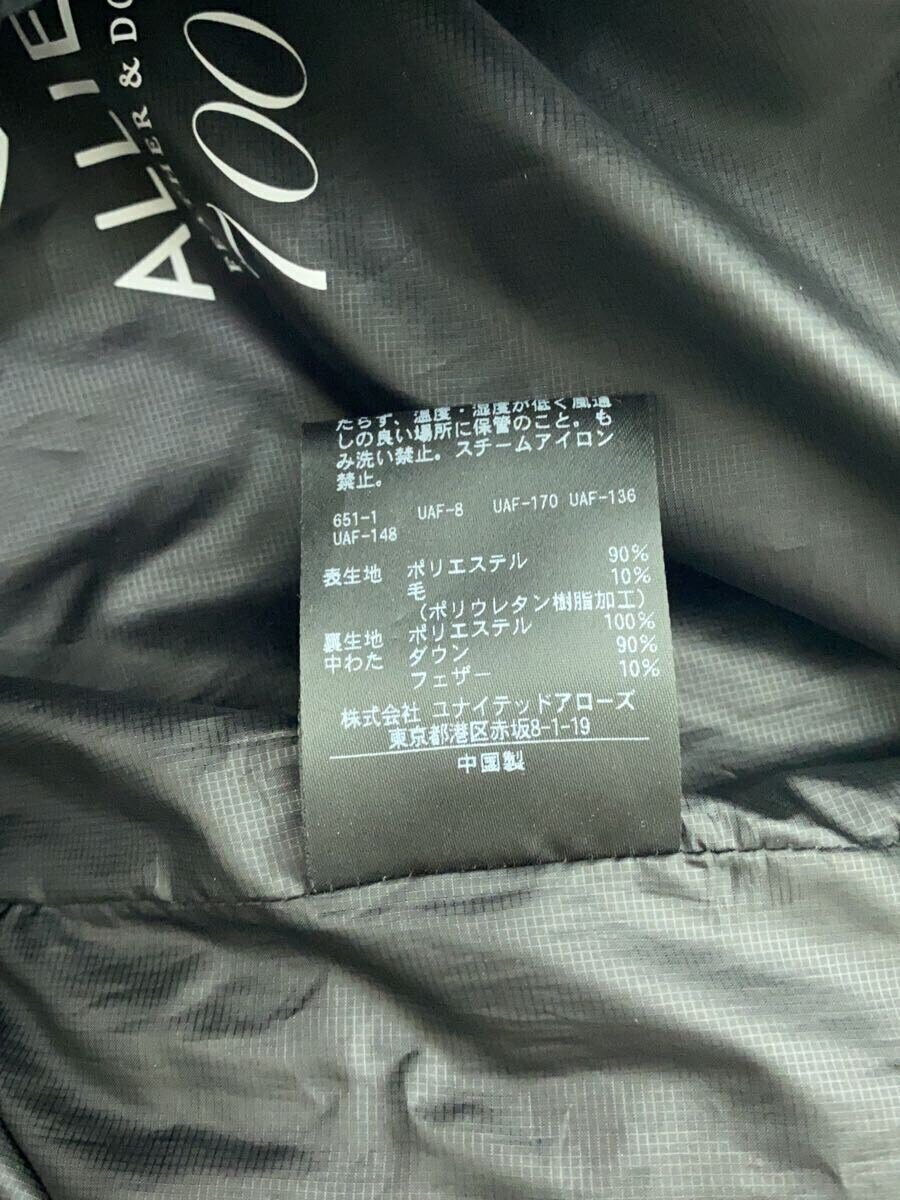 ALLIE
& DO
700
たらず、温度・湿度が低く風通
しの良い場所に保管のこと。も
み洗い禁止。スチームアイロン
禁止。
651-1 UAF-8 UAF-170 UAF-136
UAF-148
表生地 ポリエステル 90%
毛 10%
(ポリウレタン樹脂加工)
裏生地 ポリエステル 100%
中わた ダウン 90%
フェザー 10%
株式会社 ユナイテッドアローズ
東京都港区赤坂8-1-19
中国製